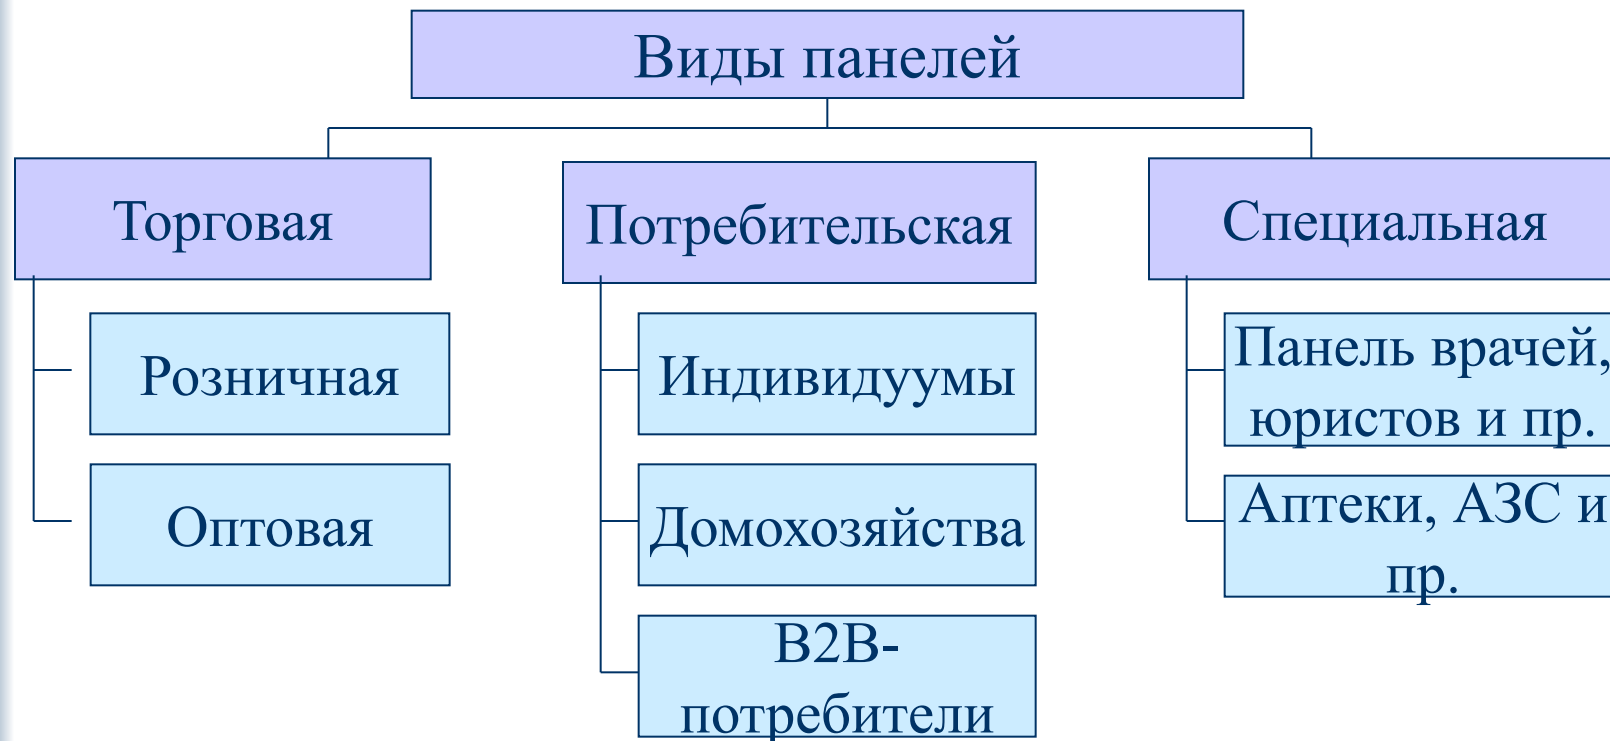 Виды панелей
Торговая
Потребительская
Специальная
Розничная
Индивидуумы
Панель врачей,
юристов и пр.
Оптовая
Домохозяйства
Аптеки, АЗС и
пр.
B2B-
потребители